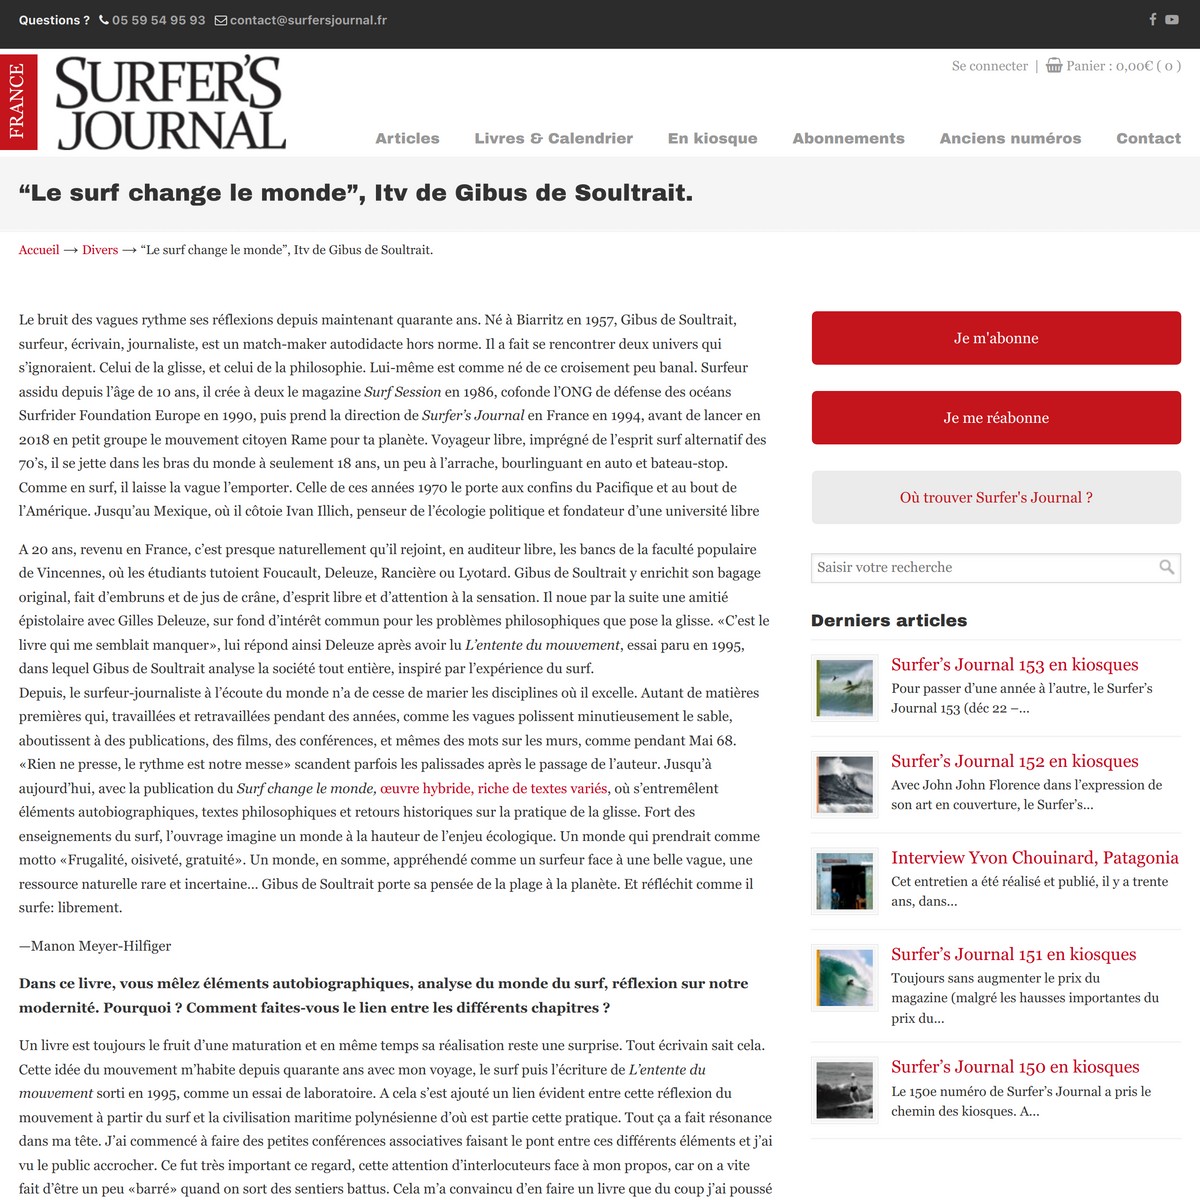 Questions ? 05 59 54 95 93 contact@surfersjournal.fr
FRANCE
SURFER'S
JOURNAL
Se connecter | Panier : 0,00€ ( 0 )
Articles Livres & Calendrier En kiosque Abonnements Anciens numéros Contact
“Le surf change le monde”, Itv de Gibus de Soultrait.
Accueil → Divers → “Le surf change le monde”, Itv de Gibus de Soultrait.
Le bruit des vagues rythme ses réflexions depuis maintenant quarante ans. Né à Biarritz en 1957, Gibus de Soultrait,
surfeur, écrivain, journaliste, est un match-maker autodidacte hors norme. Il a fait se rencontrer deux univers qui
s’ignoraient. Celui de la glisse, et celui de la philosophie. Lui-même est comme né de ce croisement peu banal. Surfeur
assidu depuis l’âge de 10 ans, il crée à deux le magazine Surf Session en 1986, cofonde l’ONG de défense des océans
Surfrider Foundation Europe en 1990, puis prend la direction de Surfer’s Journal en France en 1994, avant de lancer en
2018 en petit groupe le mouvement citoyen Rame pour ta planète. Voyageur libre, imprégné de l’esprit surf alternatif des
70’s, il se jette dans les bras du monde à seulement 18 ans, un peu à l’arrache, bourlinguant en auto et bateau-stop.
Comme en surf, il laisse la vague l’emporter. Celle de ces années 1970 le porte aux confins du Pacifique et au bout de
l’Amérique. Jusqu’au Mexique, où il côtoie Ivan Illich, penseur de l’écologie politique et fondateur d’une université libre
A 20 ans, revenu en France, c’est presque naturellement qu’il rejoint, en auditeur libre, les bancs de la faculté populaire
de Vincennes, où les étudiants tutoient Foucault, Deleuze, Rancière ou Lyotard. Gibus de Soultrait y enrichit son bagage
original, fait d’embruns et de jus de crâne, d’esprit libre et d’attention à la sensation. Il noue par la suite une amitié
épistolaire avec Gilles Deleuze, sur fond d’intérêt commun pour les problèmes philosophiques que pose la glisse. «C’est le
livre qui me semblait manquer», lui répond ainsi Deleuze après avoir lu L’entente du mouvement, essai paru en 1995,
dans lequel Gibus de Soultrait analyse la société tout entière, inspiré par l’expérience du surf.
Depuis, le surfeur-journaliste à l’écoute du monde n’a de cesse de marier les disciplines où il excelle. Autant de matières
premières qui, travaillées et retravaillées pendant des années, comme les vagues polissent minutieusement le sable,
aboutissent à des publications, des films, des conférences, et mêmes des mots sur les murs, comme pendant Mai 68.
«Rien ne presse, le rythme est notre messe» scandent parfois les palissades après le passage de l’auteur. Jusqu’à
aujourd’hui, avec la publication du Surf change le monde, œuvre hybride, riche de textes variés, où s’entremêlent
éléments autobiographiques, textes philosophiques et retours historiques sur la pratique de la glisse. Fort des
enseignements du surf, l’ouvrage imagine un monde à la hauteur de l’enjeu écologique. Un monde qui prendrait comme
motto «Frugalité, oisiveté, gratuité». Un monde, en somme, appréhendé comme un surfeur face à une belle vague, une
ressource naturelle rare et incertaine... Gibus de Soultrait porte sa pensée de la plage à la planète. Et réfléchit comme il
surfe: librement.
—Manon Meyer-Hilfiger
Dans ce livre, vous mêlez éléments autobiographiques, analyse du monde du surf, réflexion sur notre
modernité. Pourquoi ? Comment faites-vous le lien entre les différents chapitres ?
Un livre est toujours le fruit d’une maturation et en même temps sa réalisation reste une surprise. Tout écrivain sait cela.
Cette idée du mouvement m’habite depuis quarante ans avec mon voyage, le surf puis l’écriture de L’entente du
mouvement sorti en 1995, comme un essai de laboratoire. A cela s’est ajouté un lien évident entre cette réflexion du
mouvement à partir du surf et la civilisation maritime polynésienne d’où est partie cette pratique. Tout ça a fait résonance
dans ma tête. J’ai commencé à faire des petites conférences associatives faisant le pont entre ces différents éléments et j’ai
vu le public accrocher. Ce fut très important ce regard, cette attention d’interlocuteurs face à mon propos, car on a vite
fait d’être un peu «barré» quand on sort des sentiers battus. Cela m’a convaincu d’en faire un livre que du coup j’ai poussé
Je m'abonne
Je me réabonne
Où trouver Surfer's Journal ?
Saisir votre recherche
Derniers articles
Surfer’s Journal 153 en kiosques
Pour passer d’une année à l’autre, le Surfer’s
Journal 153 (déc 22 –...
Surfer’s Journal 152 en kiosques
Avec John John Florence dans l’expression de
son art en couverture, le Surfer’s...
Interview Yvon Chouinard, Patagonia
Cet entretien a été réalisé et publié, il y a trente
ans, dans...
Surfer’s Journal 151 en kiosques
Toujours sans augmenter le prix du
magazine (malgré les hausses importantes du
prix du...
Surfer’s Journal 150 en kiosques
Le 150e numéro de Surfer’s Journal a pris le
chemin des kiosques. A...